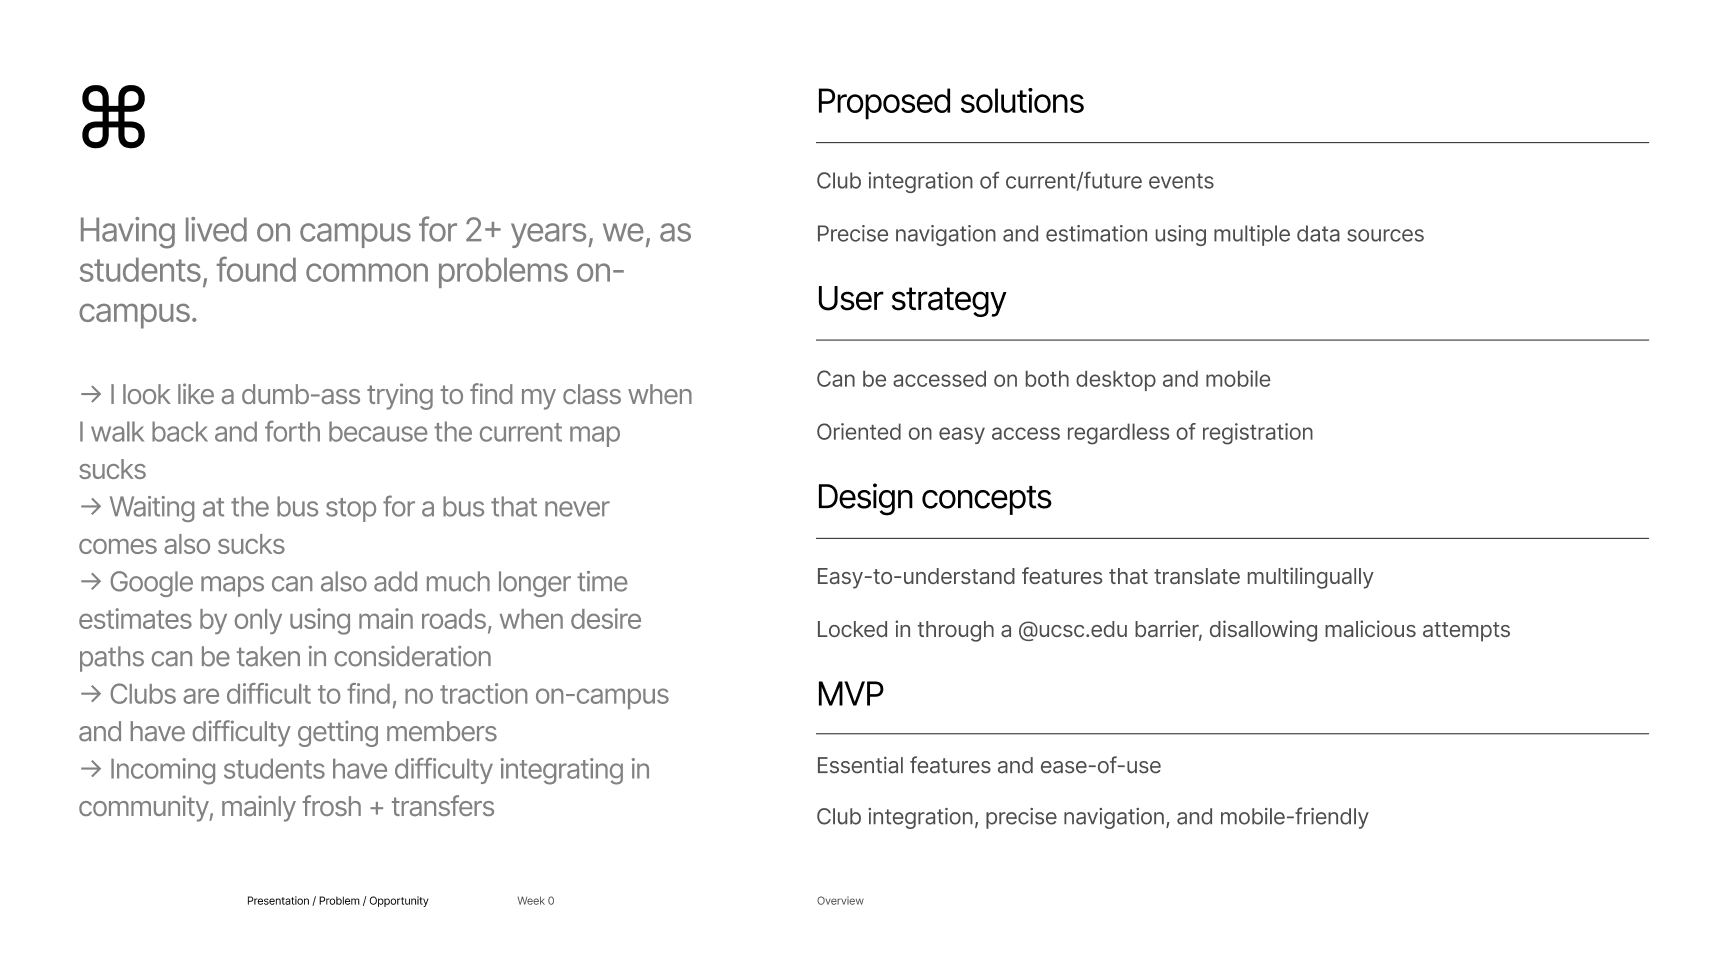 ⌘
Having lived on campus for 2+ years, we, as
students, found common problems on-
campus.
→ I look like a dumb-ass trying to find my class when
I walk back and forth because the current map
sucks
→ Waiting at the bus stop for a bus that never
comes also sucks
→ Google maps can also add much longer time
estimates by only using main roads, when desire
paths can be taken in consideration
→ Clubs are difficult to find, no traction on-campus
and have difficulty getting members
→ Incoming students have difficulty integrating in
community, mainly frosh + transfers
Proposed solutions
Club integration of current/future events
Precise navigation and estimation using multiple data sources
User strategy
Can be accessed on both desktop and mobile
Oriented on easy access regardless of registration
Design concepts
Easy-to-understand features that translate multilingually
Locked in through a @ucsc.edu barrier, disallowing malicious attempts
MVP
Essential features and ease-of-use
Club integration, precise navigation, and mobile-friendly
Presentation / Problem / Opportunity
Week 0
Overview